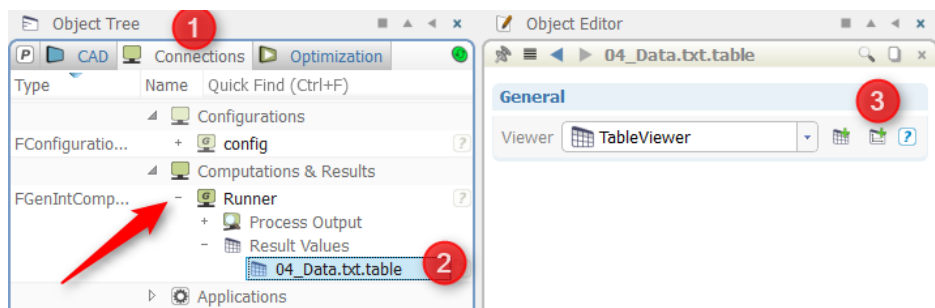 Object Tree
1
P CAD Connections Optimization
Type Name Quick Find (Ctrl+F)
Configurations
FConfiguratio... + config ?
Computations & Results
FGenIntComp... - Runner ?
+ Process Output
- Result Values
04_Data.txt.table 2
Applications
Object Editor
04_Data.txt.table
General
3
Viewer TableViewer ?